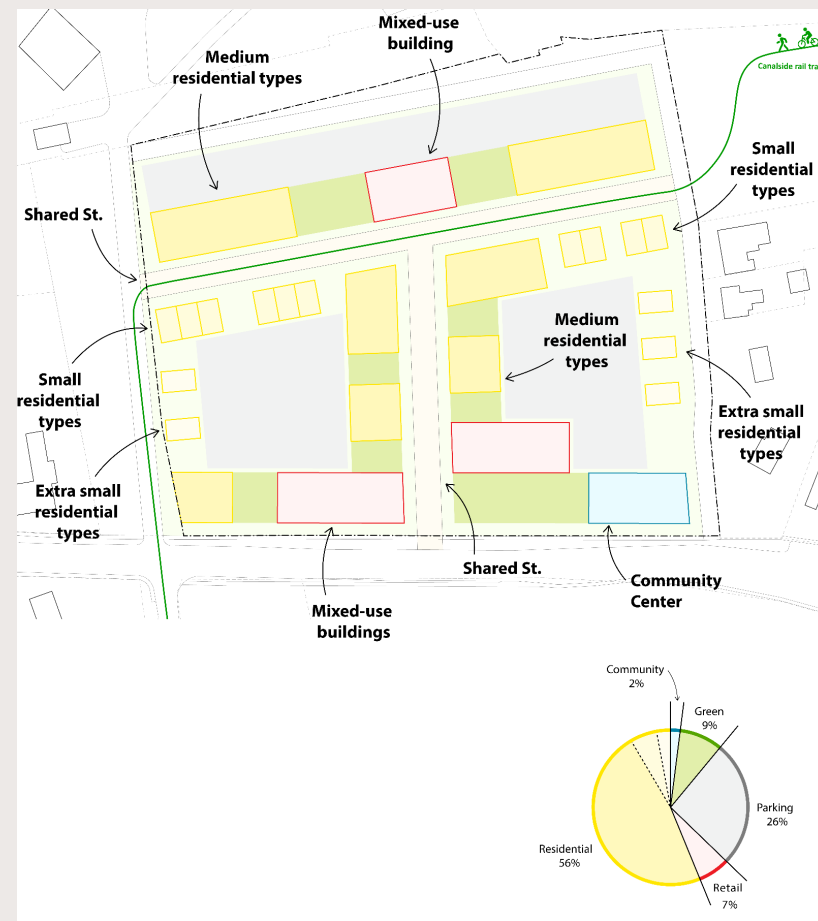 Mixed-use
building
Medium
residential types
Canalside rail tra
Small
residential
types
Shared St.
Medium
residential
types
Small
residential
types
Extra small
residential
types
Extra small
residential
types
Shared St.
Community
Center
Mixed-use
buildings
Community
2%
Green
9%
Parking
26%
Residential
56%
Retail
7%